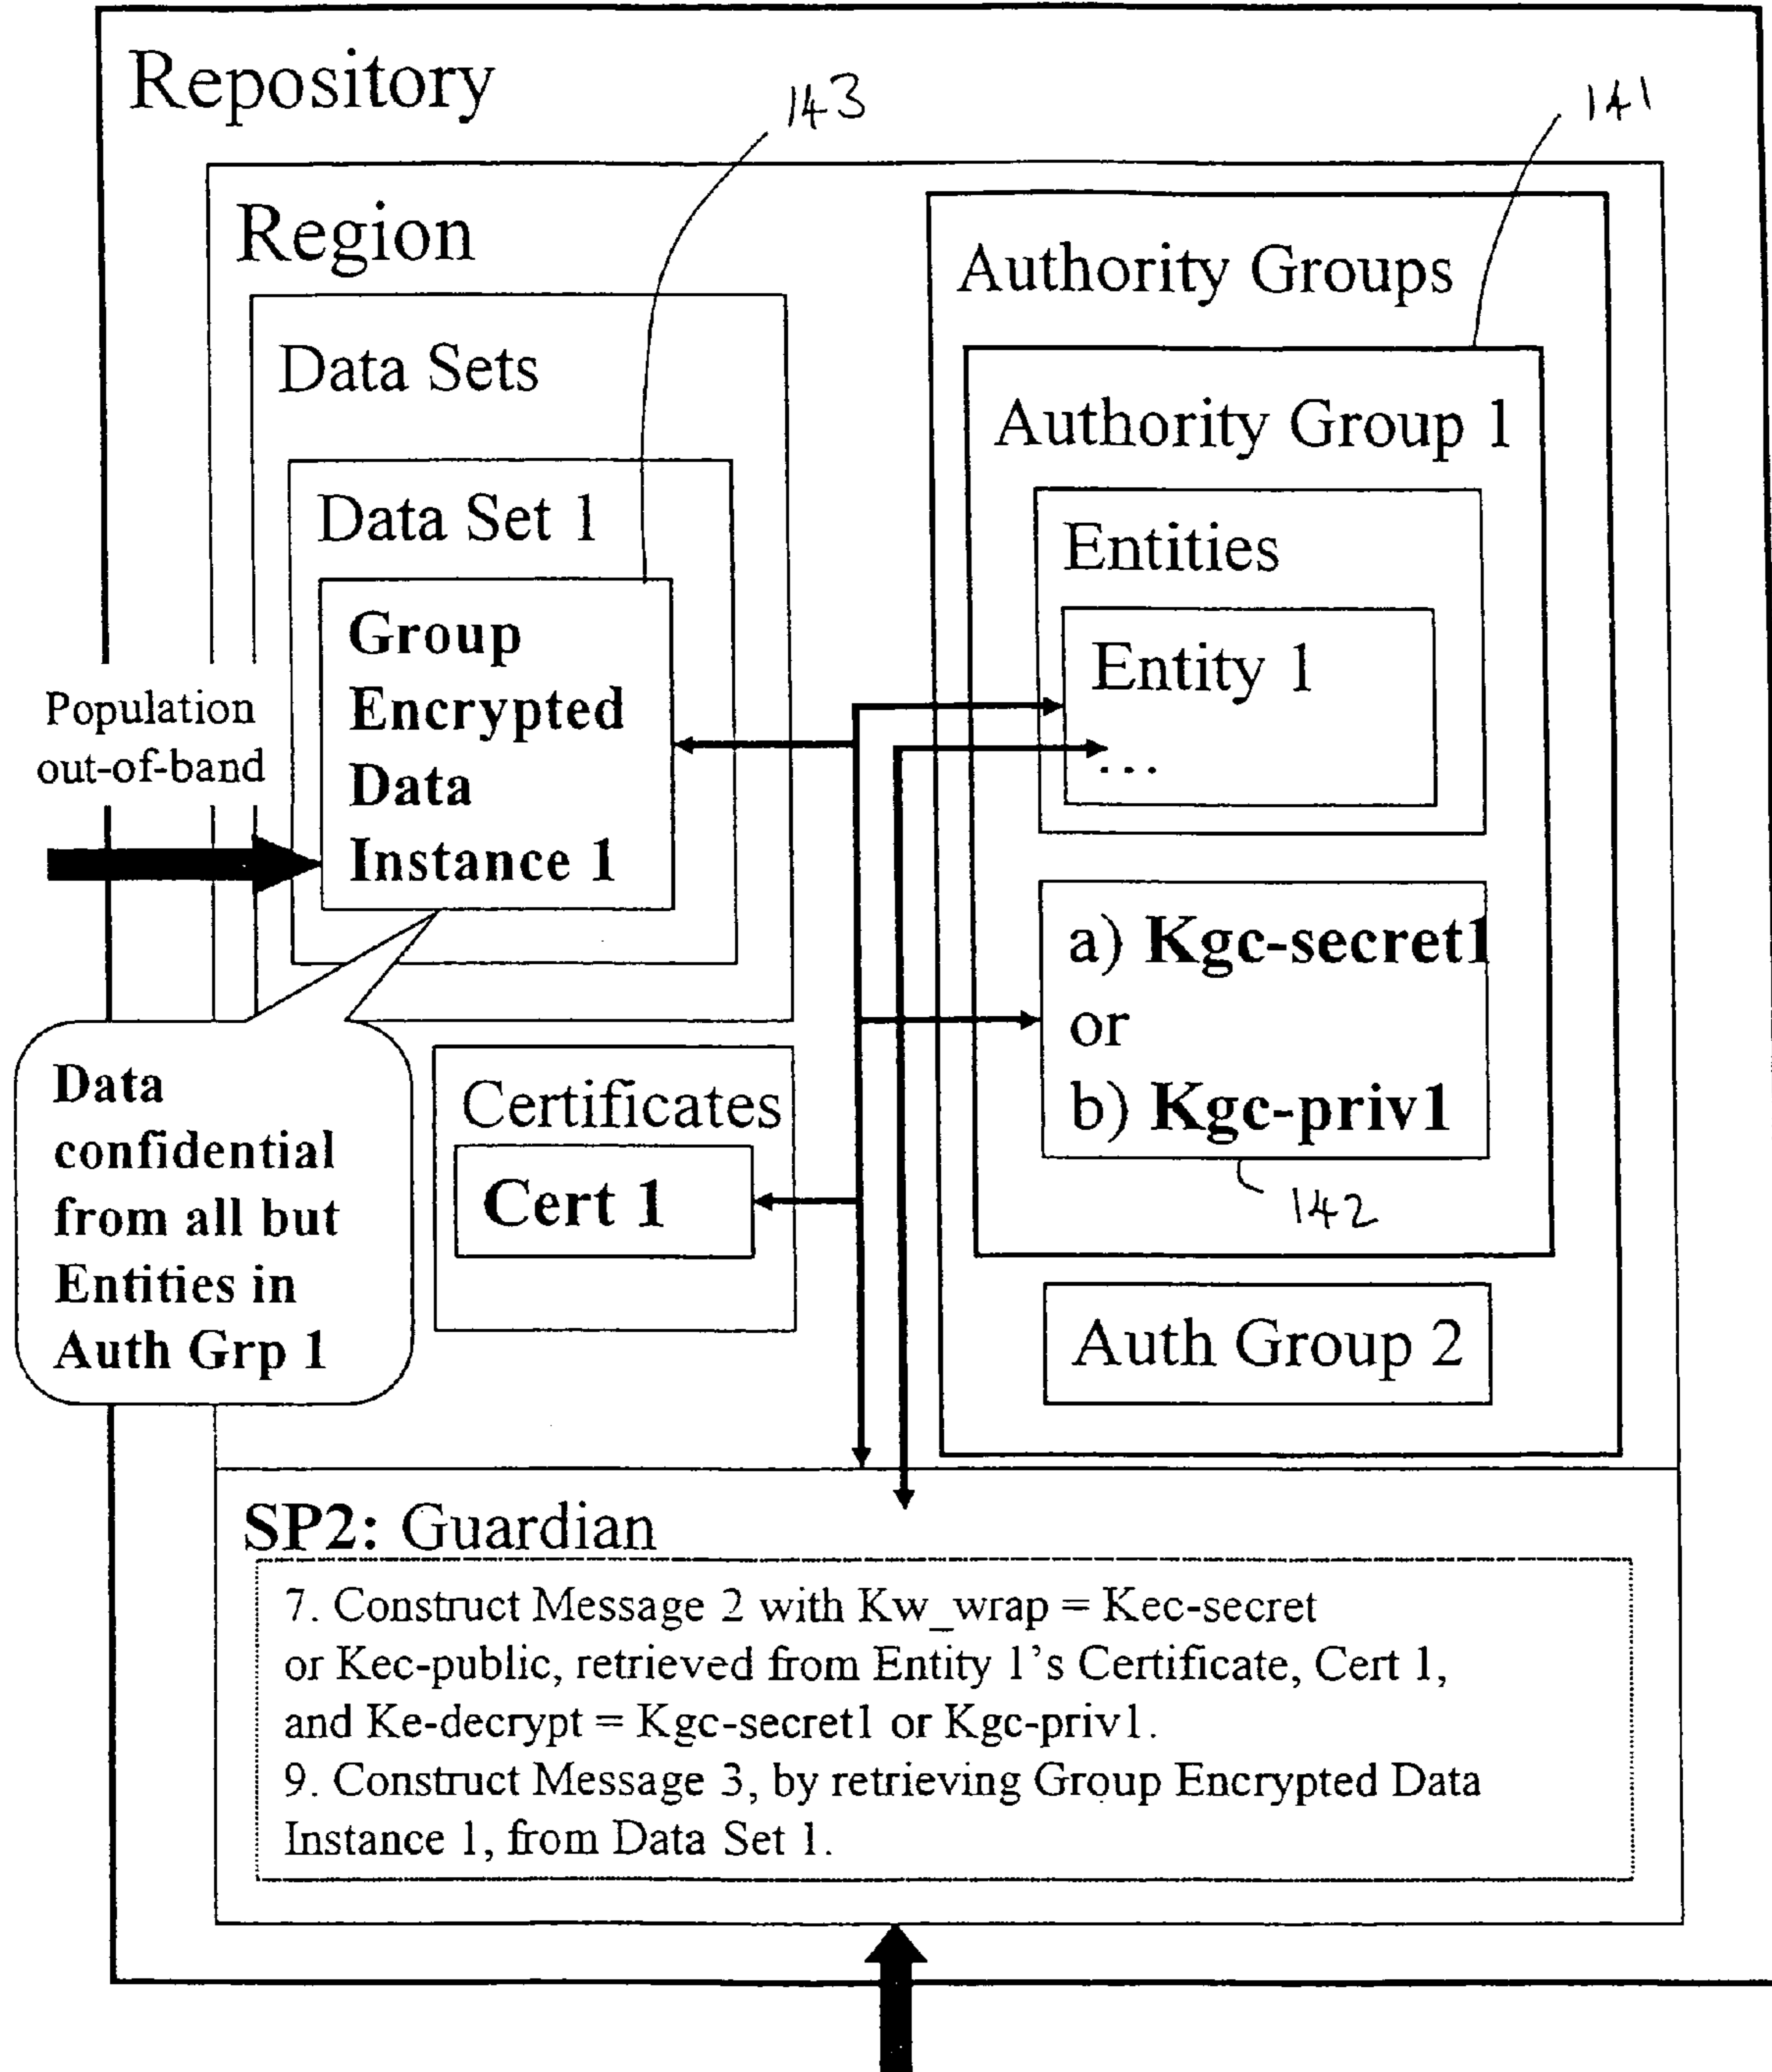 Repository
143
141
Region
Authority Groups
Data Sets
Authority Group 1
Data Set 1
Entities
Group
Encrypted
Data
Instance 1
Entity 1
...
Population
out-of-band
a) Kgc-secret1
or
b) Kgc-priv1
142
Data
confidential
from all but
Entities in
Auth Grp 1
Certificates
Cert 1
Auth Group 2
SP2: Guardian
7. Construct Message 2 with Kw_wrap = Kec-secret
or Kec-public, retrieved from Entity 1's Certificate, Cert 1,
and Ke-decrypt = Kgc-secret1 or Kgc-priv1.
9. Construct Message 3, by retrieving Group Encrypted Data
Instance 1, from Data Set 1.